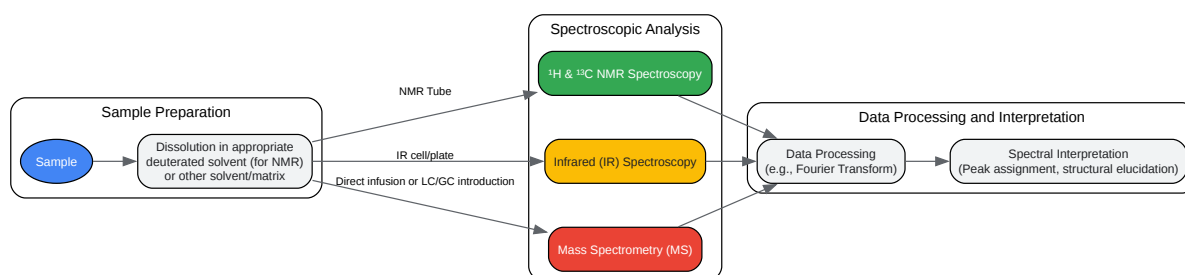 Sample Preparation
Sample
Dissolution in appropriate
deuterated solvent (for NMR)
or other solvent/matrix
NMR Tube
IR cell/plate
Direct infusion or LC/GC introduction
Spectroscopic Analysis
¹H & ¹³C NMR Spectroscopy
Infrared (IR) Spectroscopy
Mass Spectrometry (MS)
Data Processing and Interpretation
Data Processing
(e.g., Fourier Transform)
Spectral Interpretation
(Peak assignment, structural elucidation)